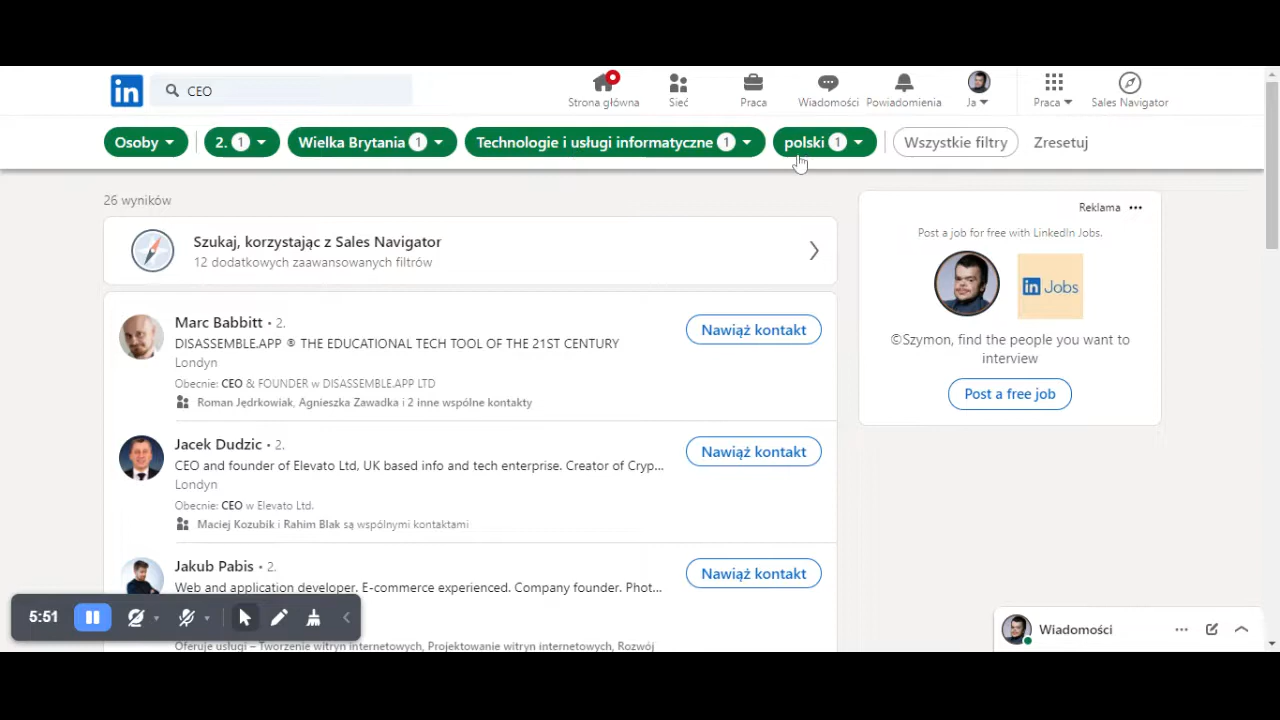 in
CEO
Strona główna
Sieć
Praca
Wiadomości
Powiadomienia
Ja
Praca
Sales Navigator
Osoby
2. 1
Wielka Brytania 1
Technologie i usługi informatyczne 1
polski 1
Wszystkie filtry
Zresetuj
26 wyników
Szukaj, korzystając z Sales Navigator
12 dodatkowych zaawansowanych filtrów
Marc Babbitt • 2.
DISASSEMBLE.APP ® THE EDUCATIONAL TECH TOOL OF THE 21ST CENTURY
Londyn
Obecnie: CEO & FOUNDER w DISASSEMBLE.APP LTD
Roman Jędrkowiak, Agnieszka Zawadka i 2 inne wspólne kontakty
Nawiąż kontakt
Jacek Dudzic • 2.
CEO and founder of Elevato Ltd, UK based info and tech enterprise. Creator of Cryp...
Londyn
Obecnie: CEO w Elevato Ltd.
Maciej Kozubik i Rahim Blak są wspólnymi kontaktami
Nawiąż kontakt
Jakub Pabis • 2.
Web and application developer. E-commerce experienced. Company founder. Phot...
Oferuje usługi – Tworzenie witryn internetowych, Projektowanie witryn internetowych, Rozwój
Nawiąż kontakt
Reklama
Post a job for free with LinkedIn Jobs.
in Jobs
©Szymon, find the people you want to
interview
Post a free job
5:51
Wiadomości